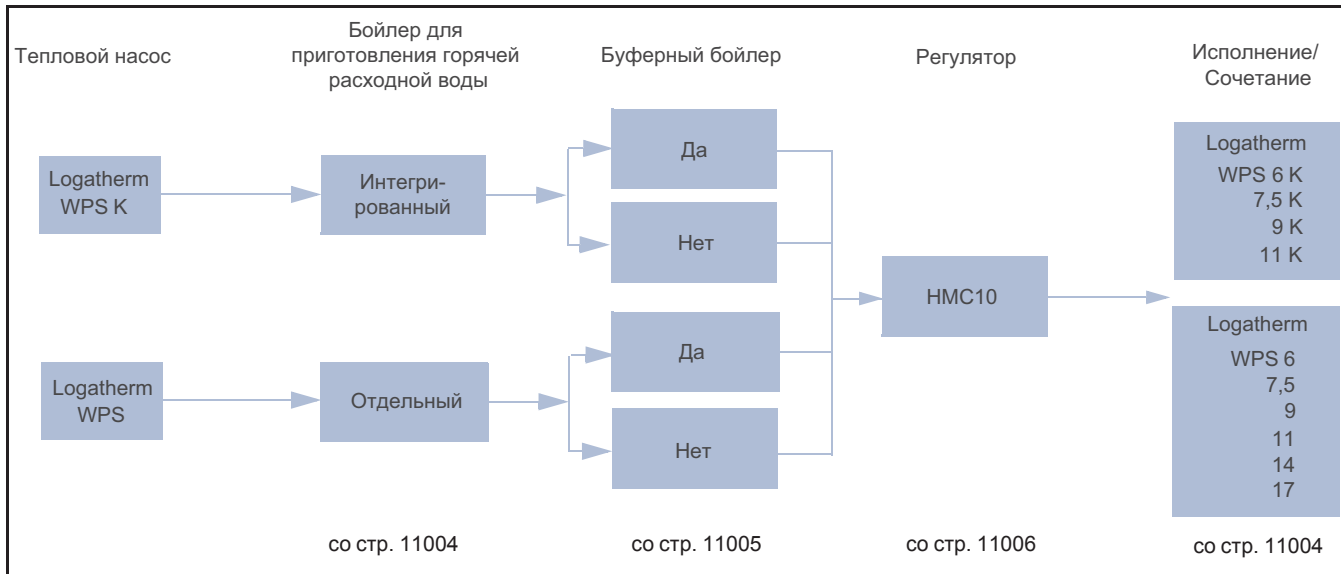 Тепловой насос
Бойлер для
приготовления горячей
расходной воды
Буферный бойлер
Регулятор
Исполнение/
Сочетание
Logatherm
WPS K
Интегри-
рованный
Да
Нет
Logatherm
WPS
Отдельный
Да
Нет
HMC10
Logatherm
WPS 6 K
7,5 K
9 K
11 K
Logatherm
WPS 6
7,5
9
11
14
17
со стр. 11004
со стр. 11005
со стр. 11006
со стр. 11004